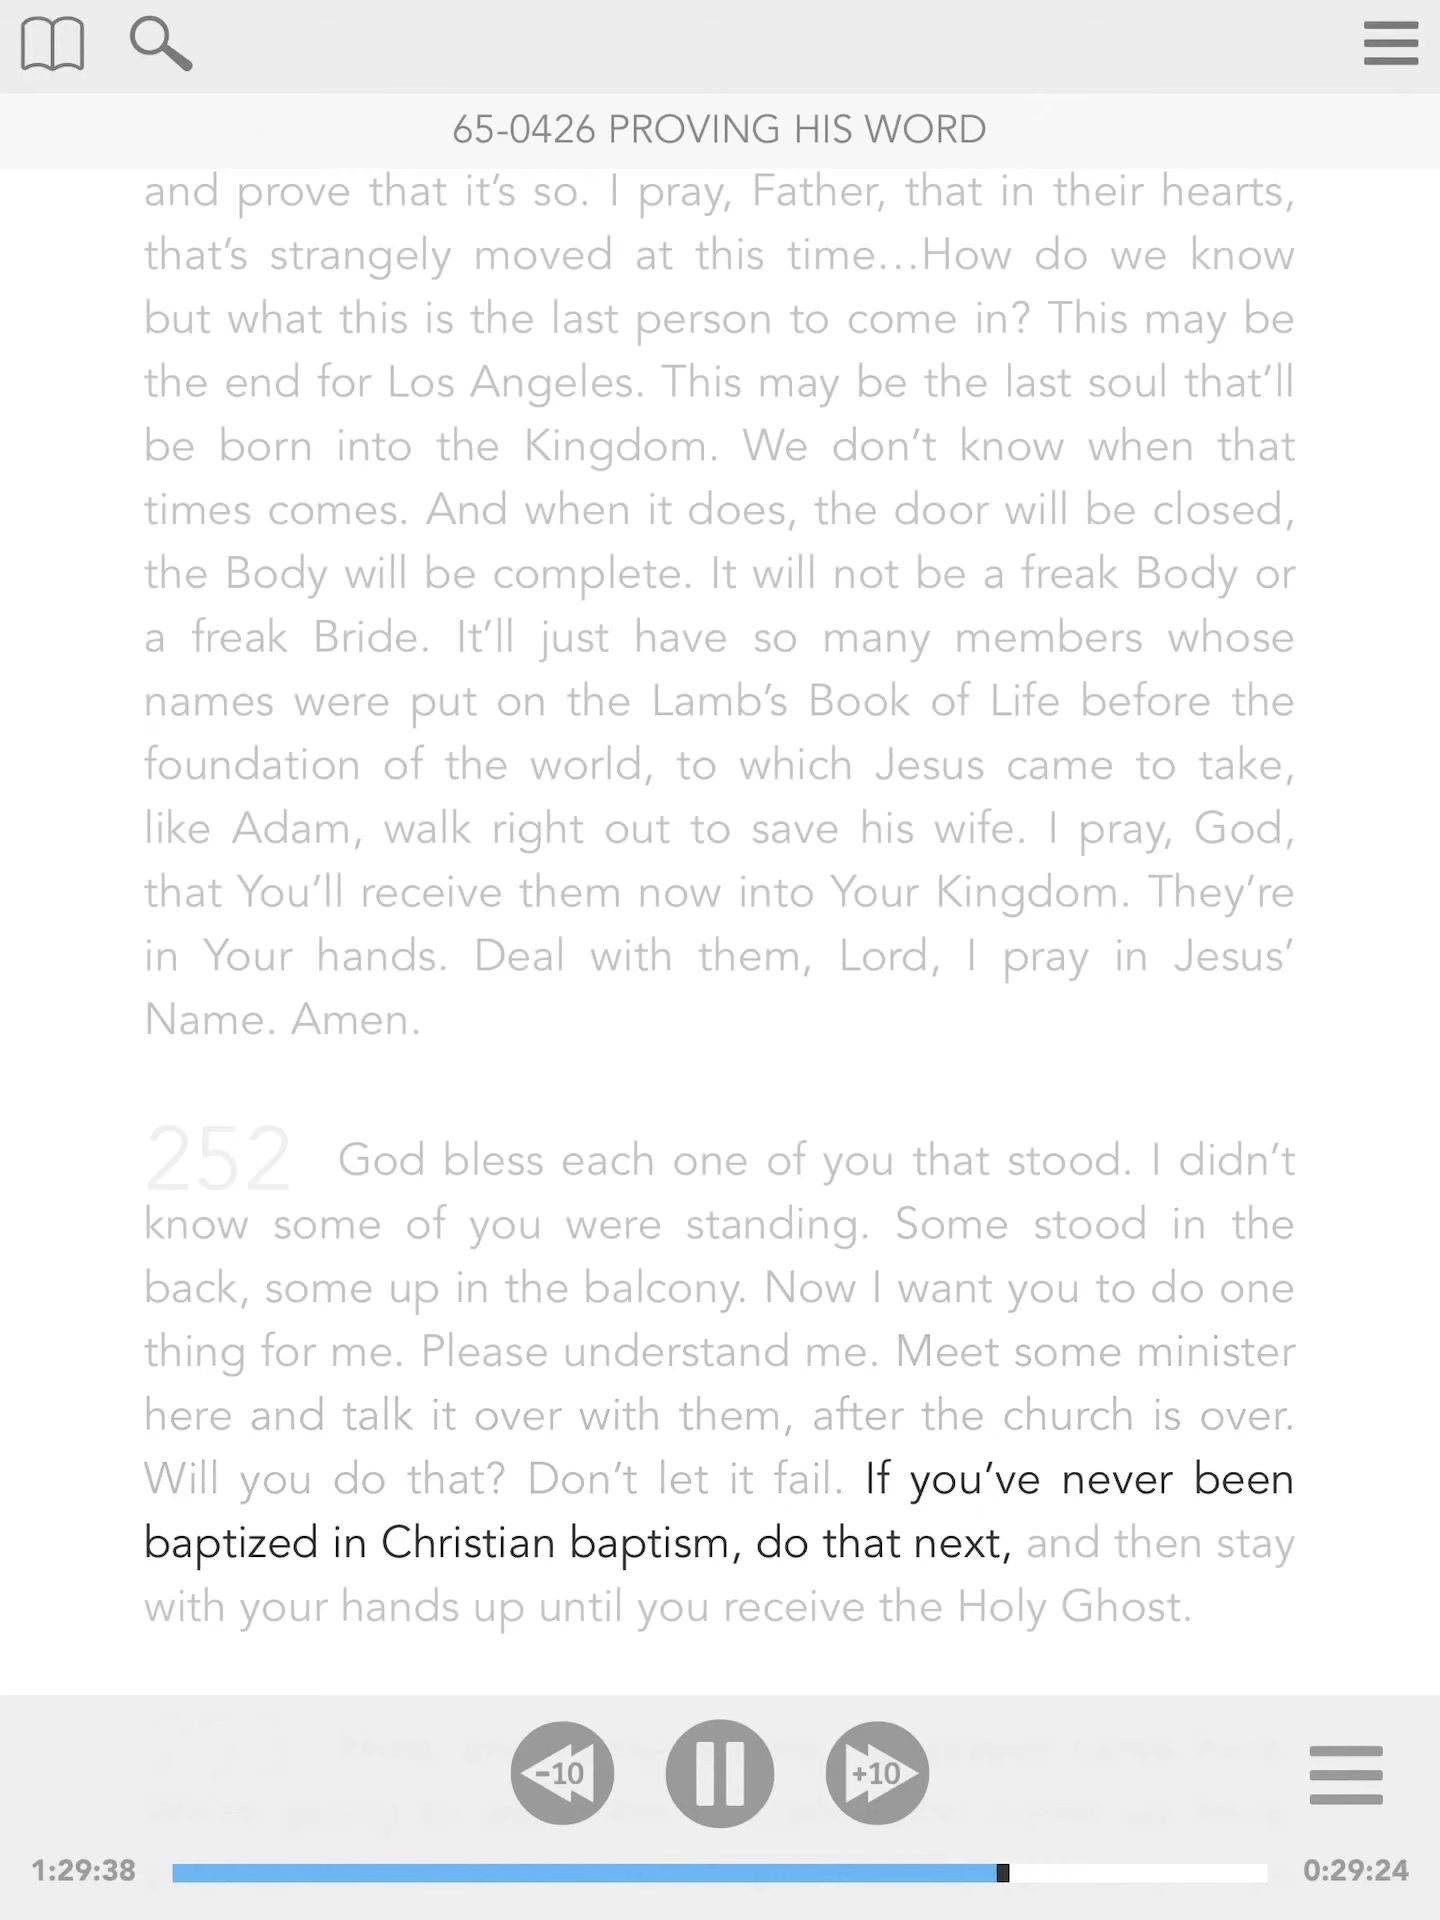 65-0426 PROVING HIS WORD
and prove that it’s so. I pray, Father, that in their hearts,
that’s strangely moved at this time…How do we know
but what this is the last person to come in? This may be
the end for Los Angeles. This may be the last soul that’ll
be born into the Kingdom. We don’t know when that
times comes. And when it does, the door will be closed,
the Body will be complete. It will not be a freak Body or
a freak Bride. It’ll just have so many members whose
names were put on the Lamb’s Book of Life before the
foundation of the world, to which Jesus came to take,
like Adam, walk right out to save his wife. I pray, God,
that You’ll receive them now into Your Kingdom. They’re
in Your hands. Deal with them, Lord, I pray in Jesus’
Name. Amen.
252 God bless each one of you that stood. I didn’t
know some of you were standing. Some stood in the
back, some up in the balcony. Now I want you to do one
thing for me. Please understand me. Meet some minister
here and talk it over with them, after the church is over.
Will you do that? Don’t let it fail. If you’ve never been
baptized in Christian baptism, do that next, and then stay
with your hands up until you receive the Holy Ghost.
-10 +10
1:29:38 0:29:24